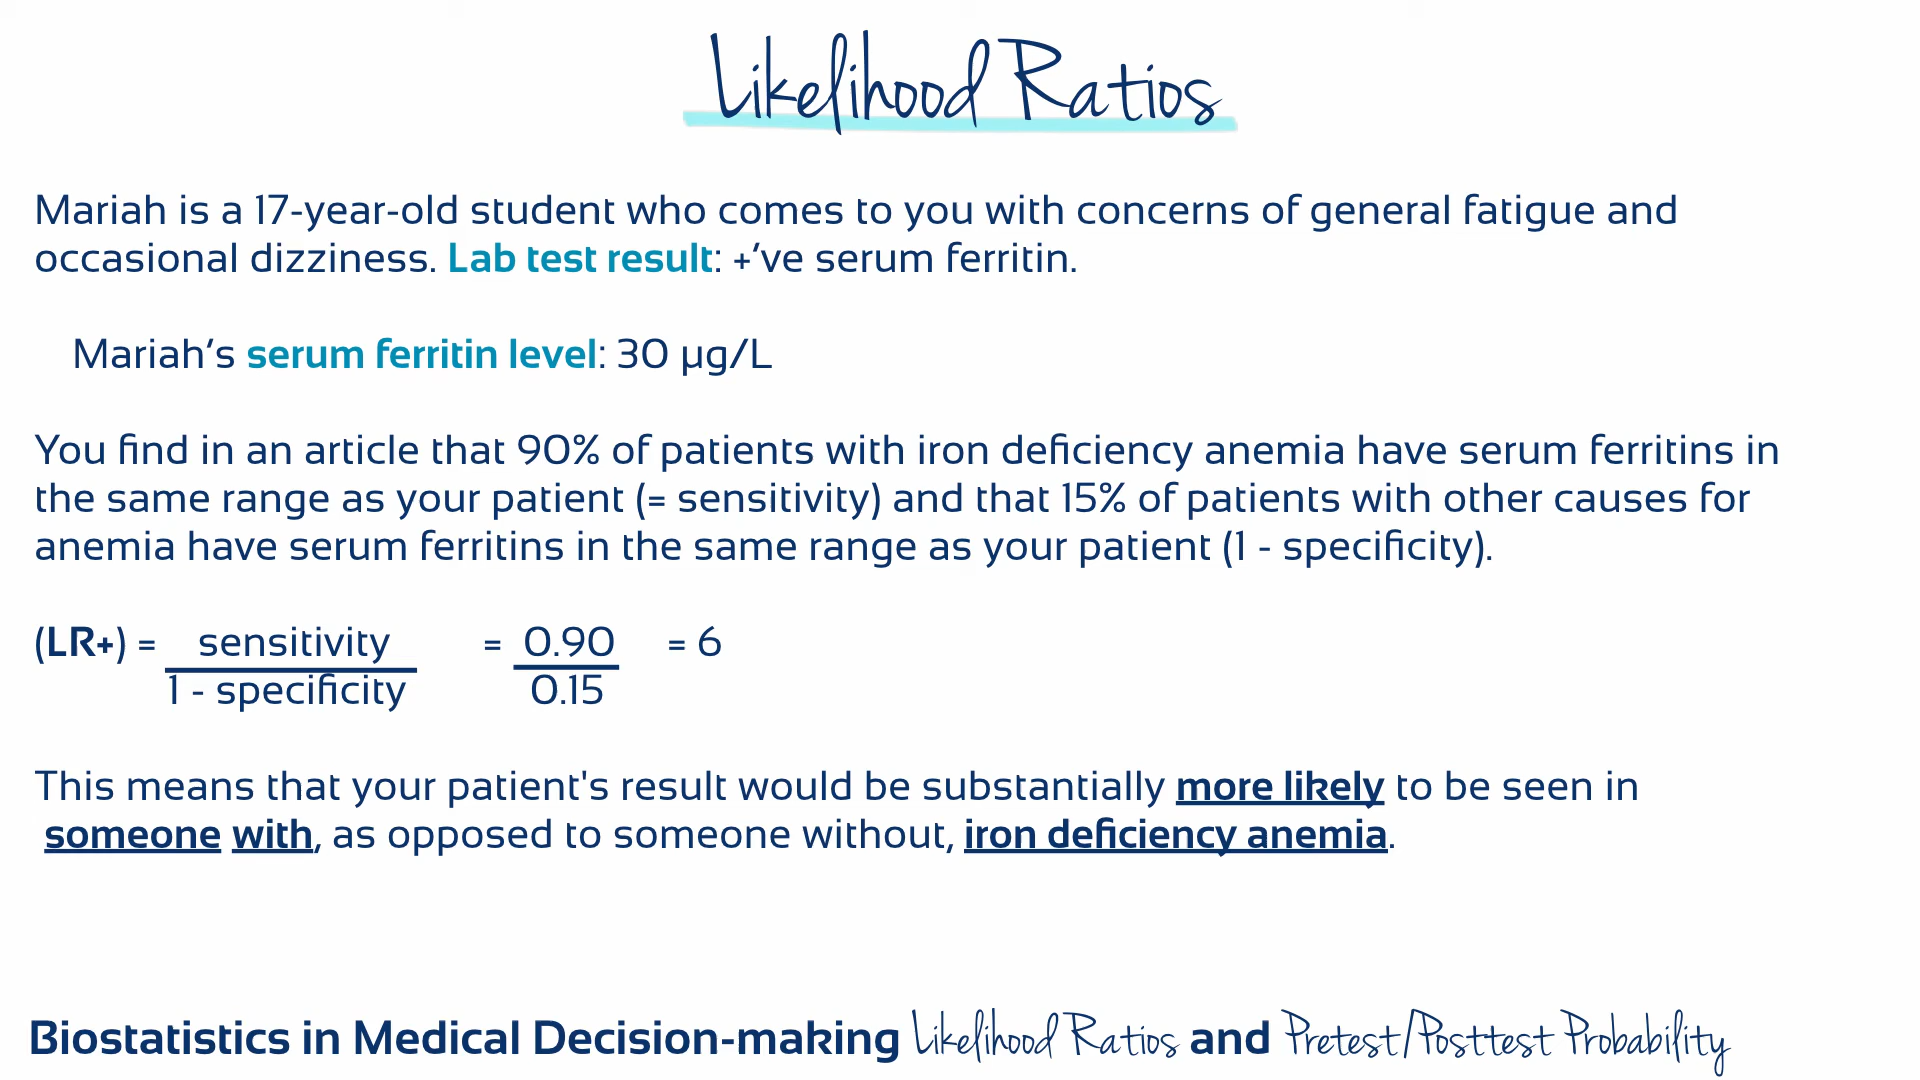 Likelihood Ratios
Mariah is a 17-year-old student who comes to you with concerns of general fatigue and
occasional dizziness. Lab test result: +’ve serum ferritin.
Mariah’s serum ferritin level: 30 µg/L
You find in an article that 90% of patients with iron deficiency anemia have serum ferritins in
the same range as your patient (= sensitivity) and that 15% of patients with other causes for
anemia have serum ferritins in the same range as your patient (1 - specificity).
(LR+) = sensitivity = 0.90 = 6
1 - specificity 0.15
This means that your patient's result would be substantially more likely to be seen in
someone with, as opposed to someone without, iron deficiency anemia.
Biostatistics in Medical Decision-making Likelihood Ratios and Pretest/Posttest Probability